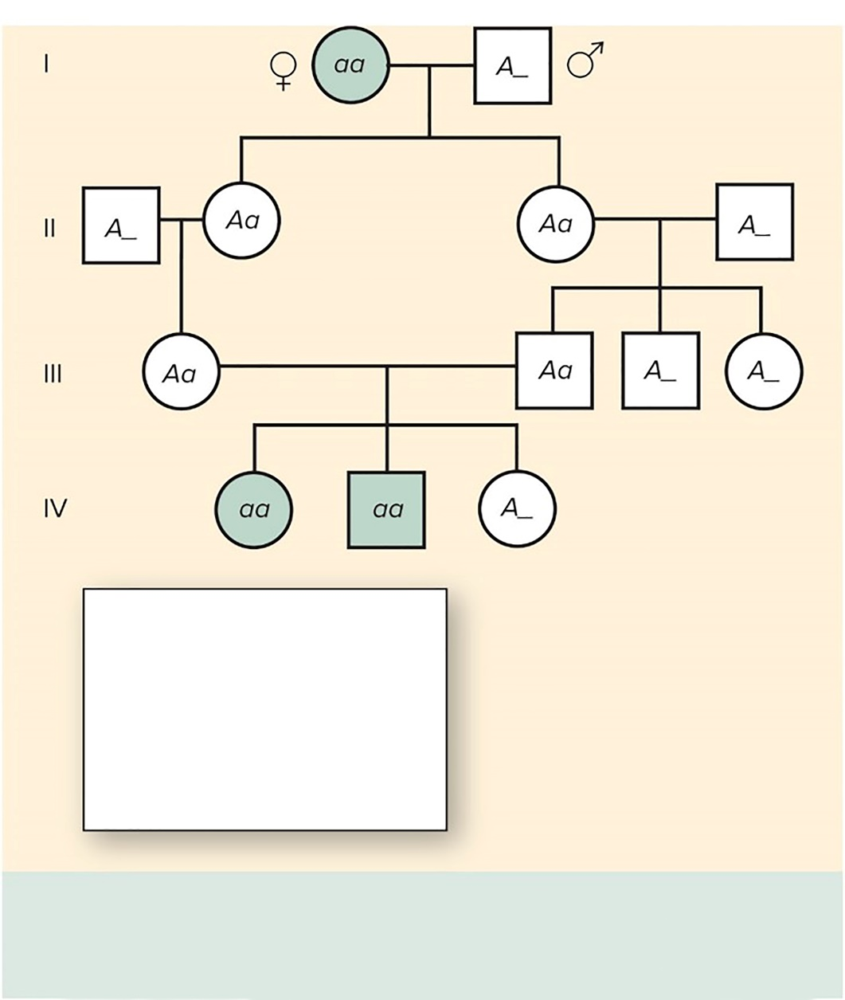 I ♀ aa A_ ♂
II A_ Aa Aa A_
III Aa Aa A_ A_
IV aa aa A_